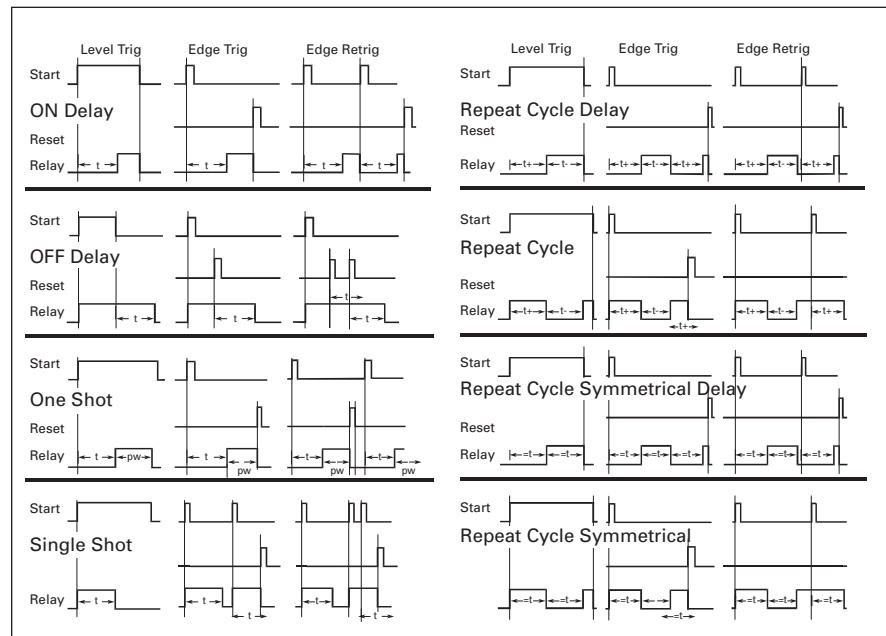 Level Trig Edge Trig Edge Retrig
Start
ON Delay
Reset
Relay t t t t
Start
OFF Delay
Reset
t
Relay t t t
Start
One Shot
Reset
Relay t pw t t t
pw pw pw
Start
Single Shot
Relay t t t
t t
Level Trig Edge Trig Edge Retrig
Start
Repeat Cycle Delay
Reset
Relay t+ t- t+ t- t+ t+ t-
Start
Repeat Cycle
Reset
Relay t+ t- t+ t- t+ t- t+
t+
Start
Repeat Cycle Symmetrical Delay
Reset
Relay =t =t =t =t =t =t =t
Start
Repeat Cycle Symmetrical
Relay =t =t =t =t =t =t
=t